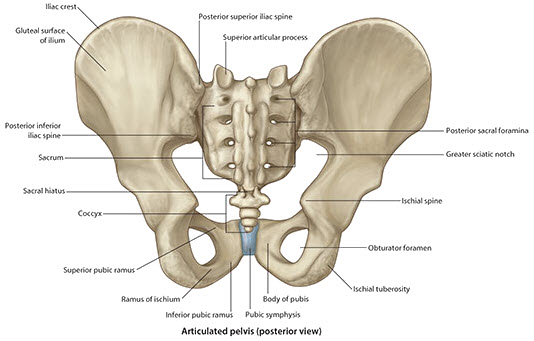 Iliac crest
Gluteal surface
of ilium
Posterior superior iliac spine
Superior articular process
Posterior inferior
iliac spine
Sacrum
Sacral hiatus
Coccyx
Superior pubic ramus
Ramus of ischium
Inferior pubic ramus
Pubic symphysis
Body of pubis
Posterior sacral foramina
Greater sciatic notch
Ischial spine
Obturator foramen
Ischial tuberosity
Articulated pelvis (posterior view)